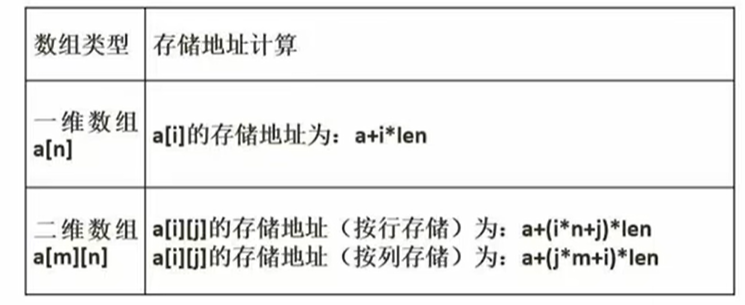 数组类型
存储地址计算
一维数组
a[n]
a[i]的存储地址为：a+i*len
二维数组
a[m][n]
a[i][j]的存储地址（按行存储）为：a+(i*n+j)*len
a[i][j]的存储地址（按列存储）为：a+(j*m+i)*len